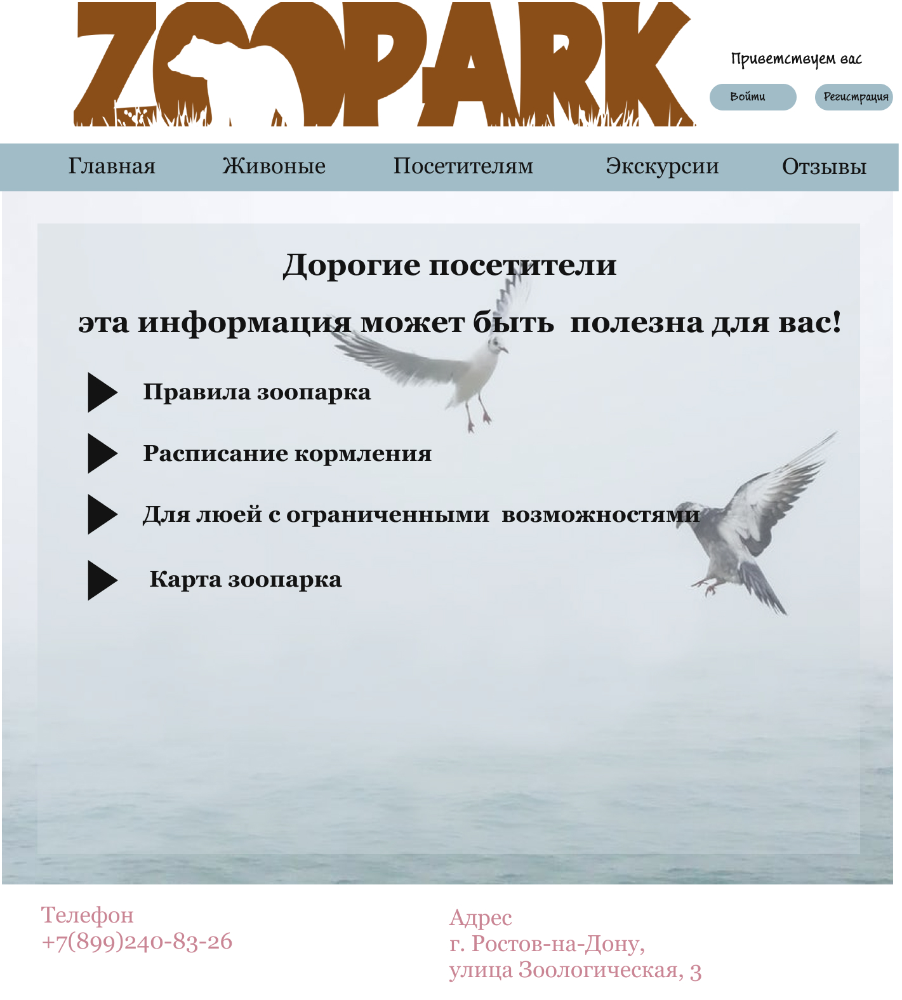 ZOOPARK
Приветствуем вас
Войти Регистрация
Главная Живоные Посетителям Экскурсии Отзывы
Дорогие посетители
эта информация может быть полезна для вас!
Правила зоопарка
Расписание кормления
Для люей с ограниченными возможностями
Карта зоопарка
Телефон
+7(899)240-83-26
Адрес
г. Ростов-на-Дону,
улица Зоологическая, 3